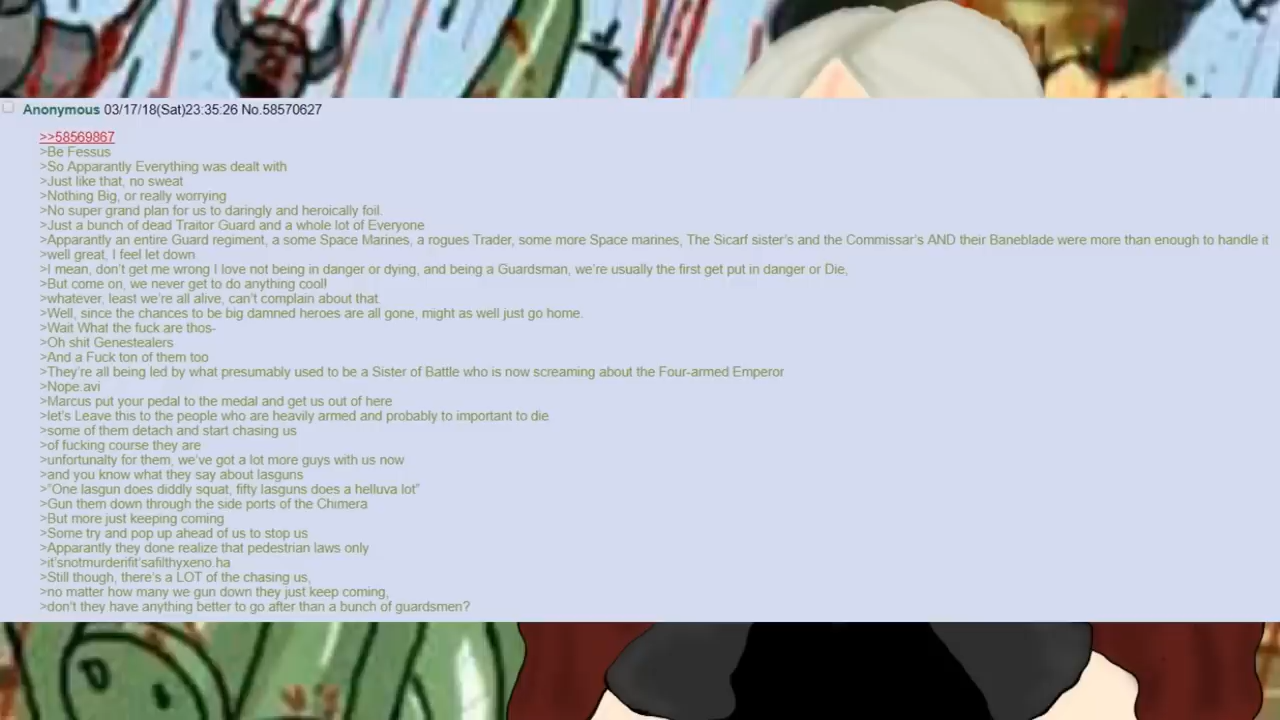 Anonymous 03/17/18(Sat)23:35:26 No.58570627
>>58569867
>Be Fessus
>So Apparantly Everything was dealt with
>Just like that, no sweat
>Nothing Big, or really worrying
>No super grand plan for us to daringly and heroically foil.
>Just a bunch of dead Traitor Guard and a whole lot of Everyone
>Apparantly an entire Guard regiment, a some Space Marines, a rogues Trader, some more Space marines, The Sicarf sister's and the Commissar's AND their Baneblade were more than enough to handle it
>well great, I feel let down
>I mean, don't get me wrong I love not being in danger or dying, and being a Guardsman, we're usually the first get put in danger or Die,
>But come on, we never get to do anything cool!
>whatever, least we're all alive, can't complain about that.
>Well, since the chances to be big damned heroes are all gone, might as well just go home.
>Wait What the fuck are thos-
>Oh shit Genestealers
>And a Fuck ton of them too
>They're all being led by what presumably used to be a Sister of Battle who is now screaming about the Four-armed Emperor
>Nope.avi
>Marcus put your pedal to the medal and get us out of here
>let's Leave this to the people who are heavily armed and probably to important to die
>some of them detach and start chasing us
>of fucking course they are
>unfortunalty for them, we've got a lot more guys with us now
>and you know what they say about lasguns
>"One lasgun does diddly squat, fifty lasguns does a helluva lot"
>Gun them down through the side ports of the Chimera
>But more just keeping coming
>Some try and pop up ahead of us to stop us
>Apparantly they done realize that pedestrian laws only
>it'snotmurderifit'safilthyxeno.ha
>Still though, there's a LOT of the chasing us,
>no matter how many we gun down they just keep coming,
>don't they have anything better to go after than a bunch of guardsmen?